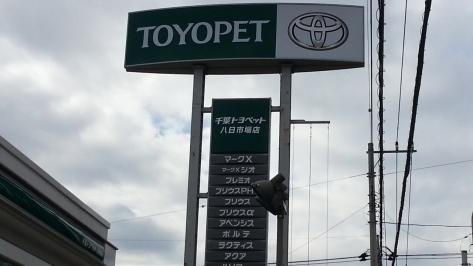 TOYOPET
千葉トヨペット
八日市場店
マークX
マークXジオ
プレミオ
プリウスPHV
プリウス
プリウスα
アベンシス
ポルテ
ラクティス
アクア